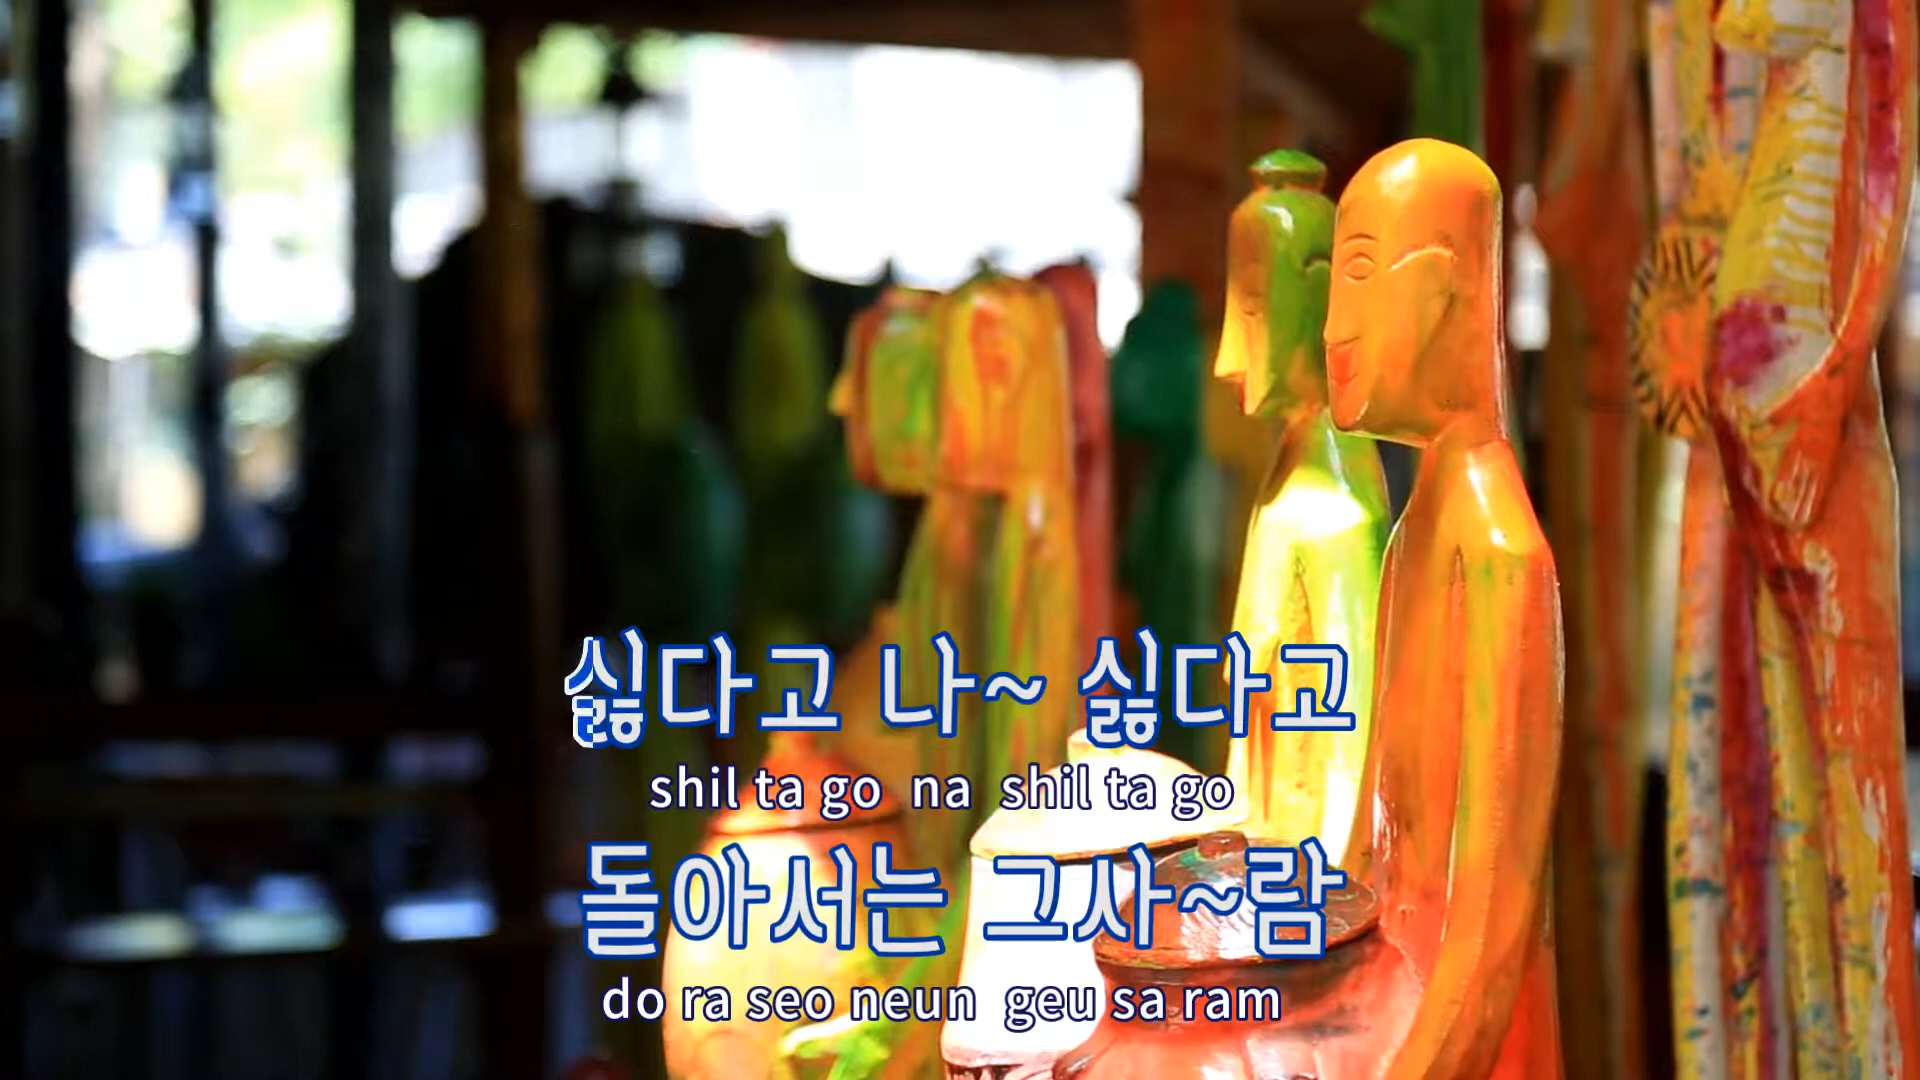 싫다고 나~ 싫다고
shil ta go na shil ta go
돌아서는 그사~람
do ra seo neun geu sa ram